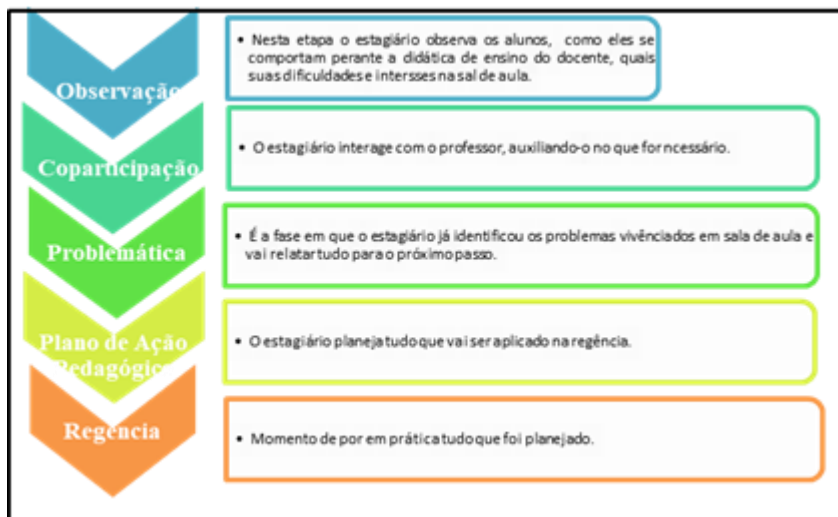 Observação
• Nesta etapa o estagiário observa os alunos, como eles se
comportam perante a didática de ensino do docente, quais
suas dificuldades e intersses na sal de aula.
Coparticipação
• O estagiário interage com o professor, auxiliando-o no que for ncessário.
Problemática
• É a fase em que o estagiário já identificou os problemas vivênciados em sala de aula e
vai relatar tudo para o próximo passo.
Plano de Ação
Pedagógico
• O estagiário planeja tudo que vai ser aplicado na regência.
Regência
• Momento de por em prática tudo que foi planejado.